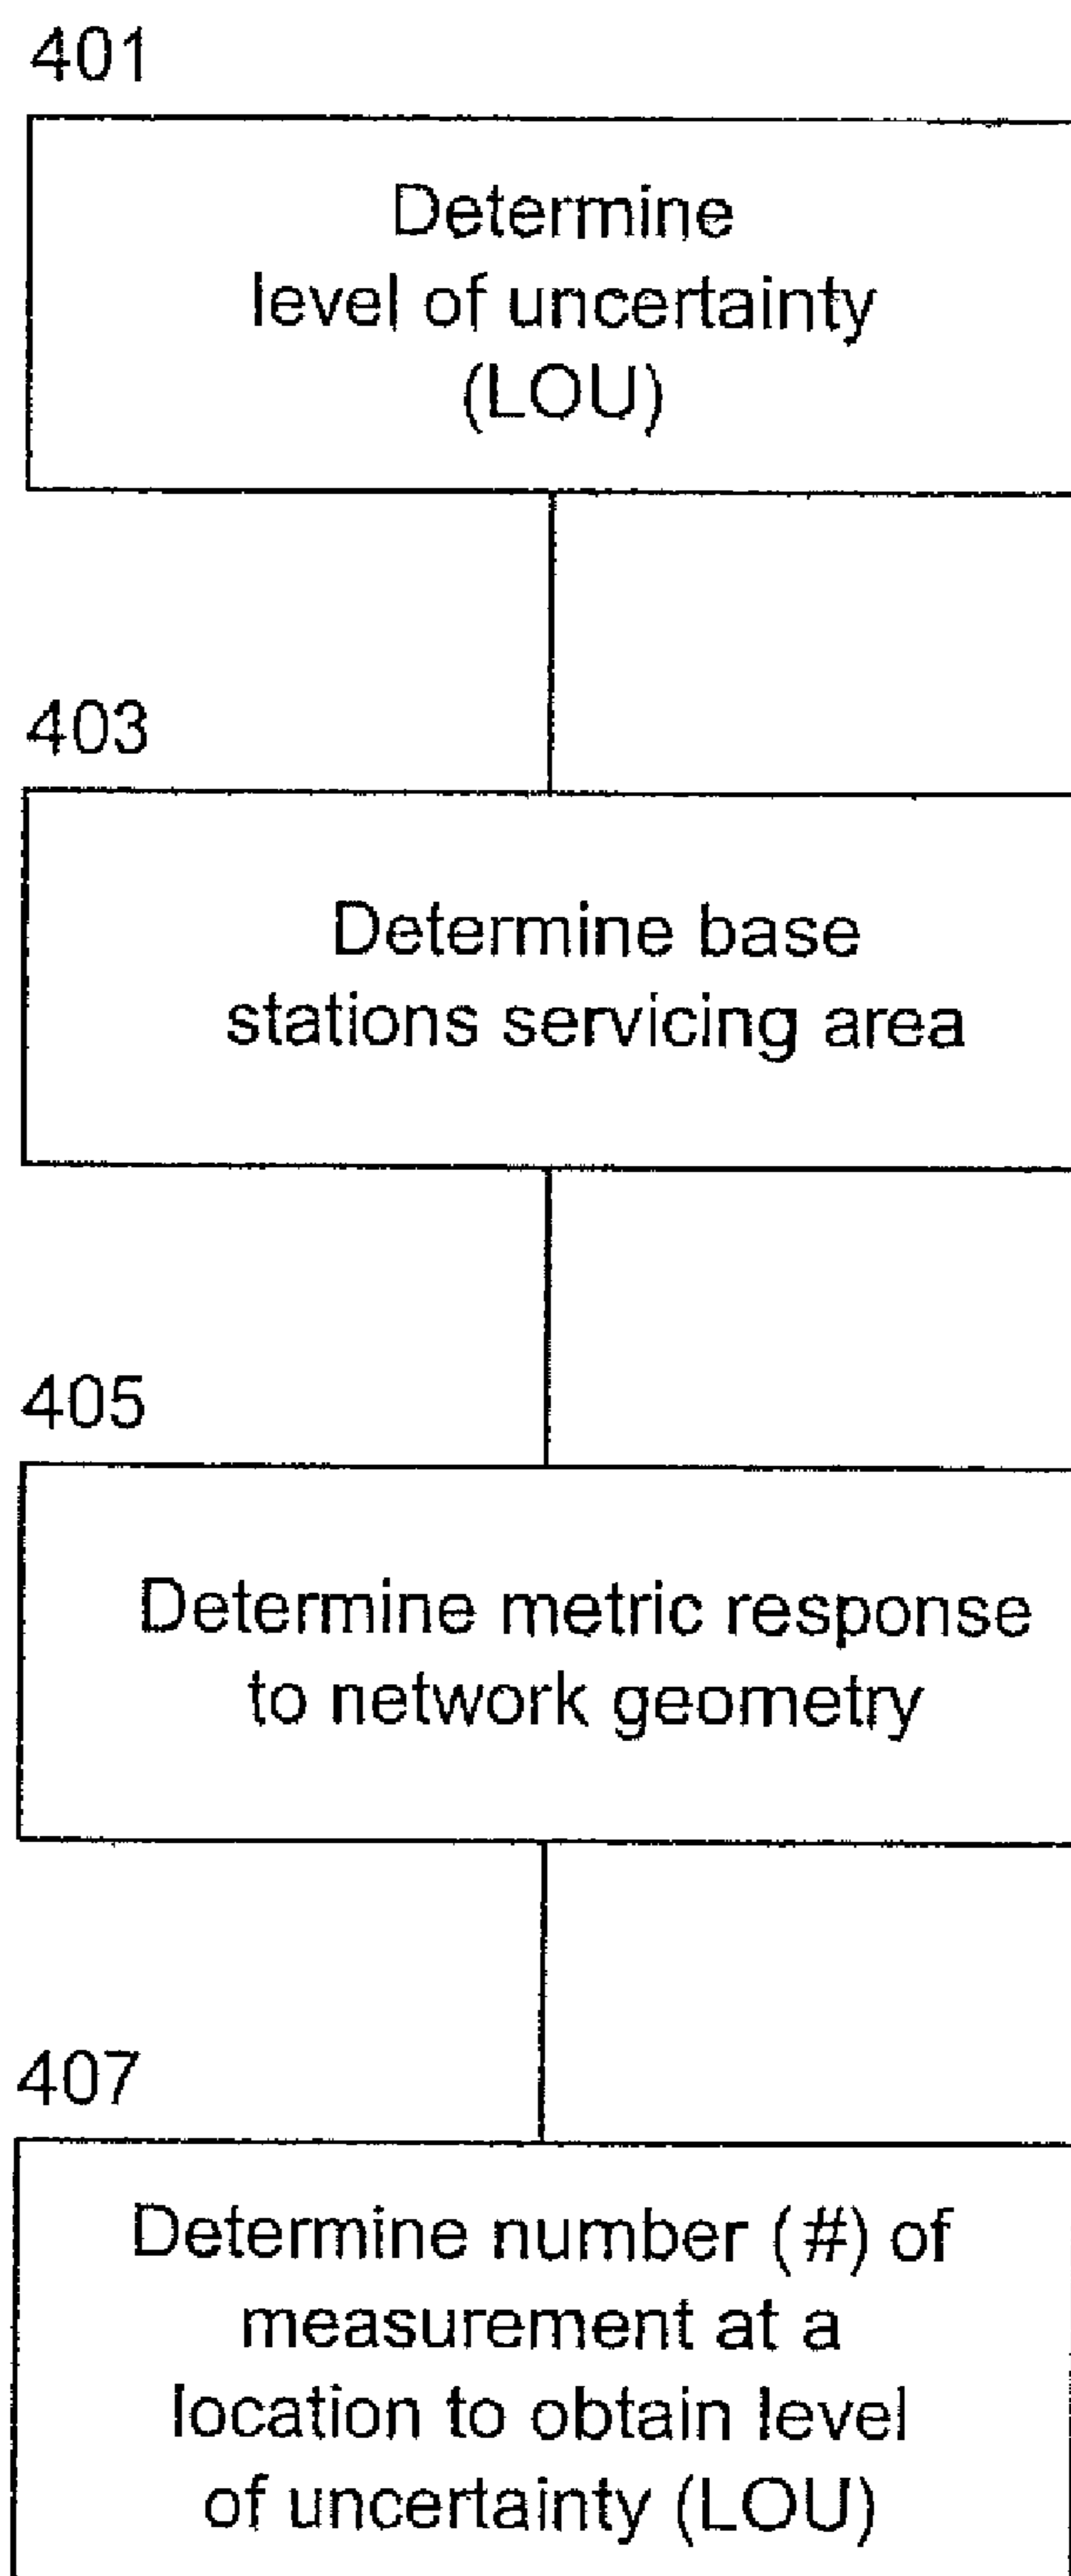 401
Determine
level of uncertainty
(LOU)
403
Determine base
stations servicing area
405
Determine metric response
to network geometry
407
Determine number (#) of
measurement at a
location to obtain level
of uncertainty (LOU)